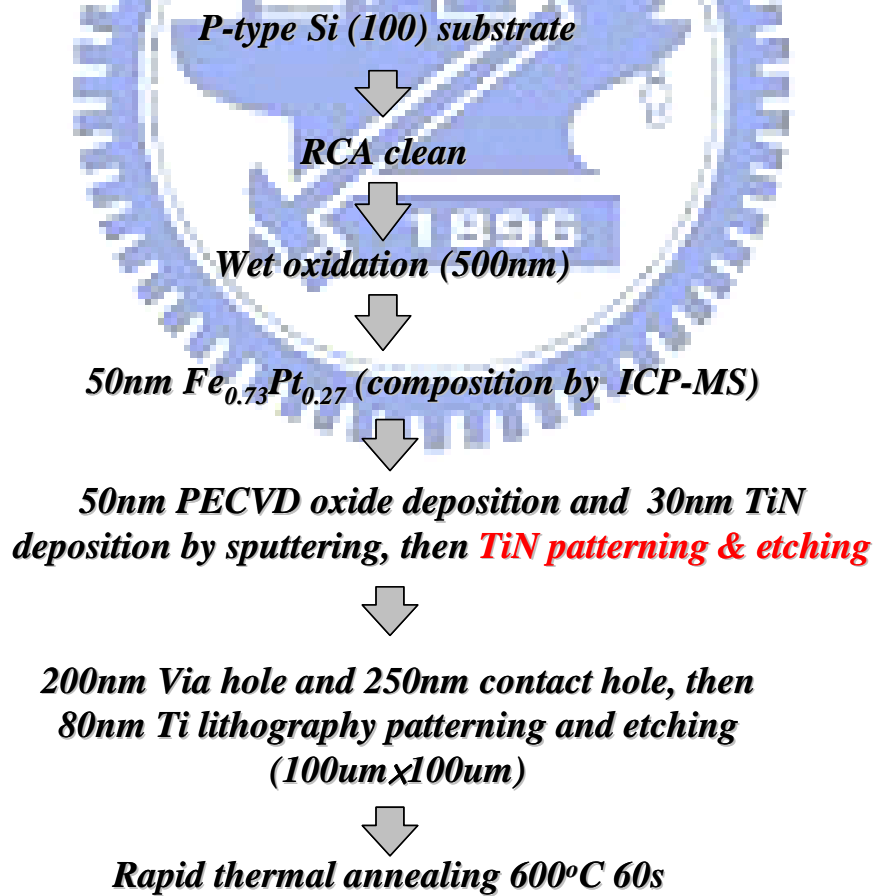 P-type Si (100) substrate
RCA clean
1896
Wet oxidation (500nm)
50nm Fe0.73Pt0.27 (composition by ICP-MS)
50nm PECVD oxide deposition and 30nm TiN
deposition by sputtering, then TiN patterning & etching
200nm Via hole and 250nm contact hole, then
80nm Ti lithography patterning and etching
(100um×100um)
Rapid thermal annealing 600oC 60s